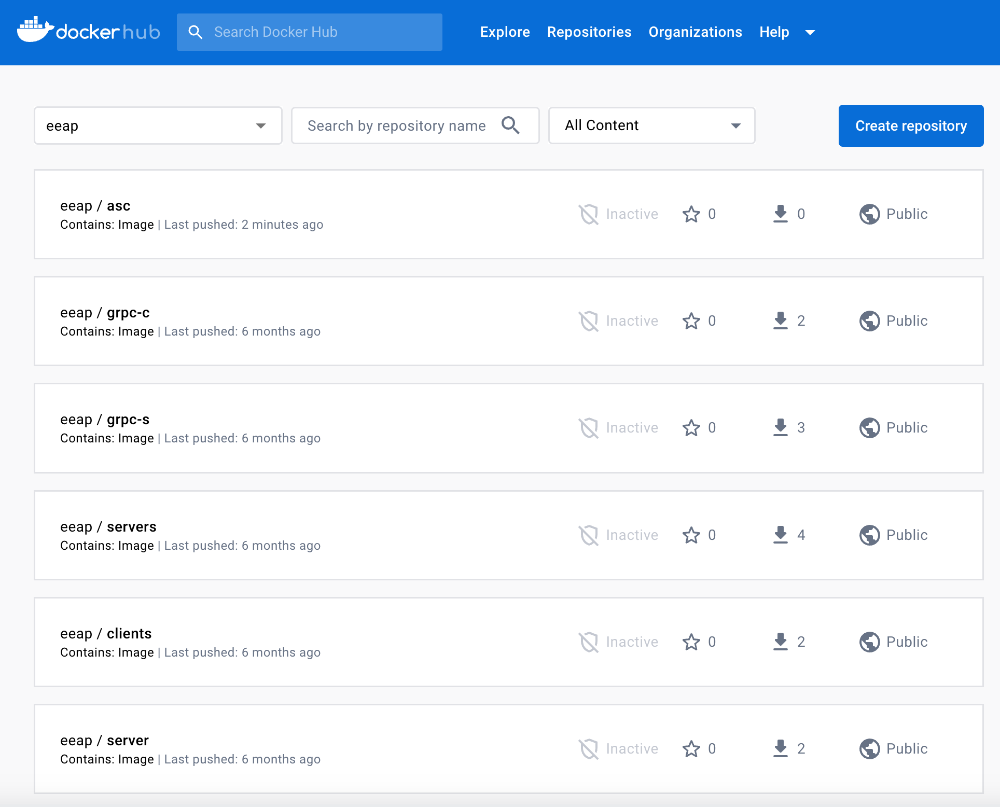 dockerhub
Search Docker Hub
Explore Repositories Organizations Help
eeap
Search by repository name
All Content
Create repository
eeap / asc
Contains: Image | Last pushed: 2 minutes ago
Inactive 0 0 Public
eeap / grpc-c
Contains: Image | Last pushed: 6 months ago
Inactive 0 2 Public
eeap / grpc-s
Contains: Image | Last pushed: 6 months ago
Inactive 0 3 Public
eeap / servers
Contains: Image | Last pushed: 6 months ago
Inactive 0 4 Public
eeap / clients
Contains: Image | Last pushed: 6 months ago
Inactive 0 2 Public
eeap / server
Contains: Image | Last pushed: 6 months ago
Inactive 0 2 Public